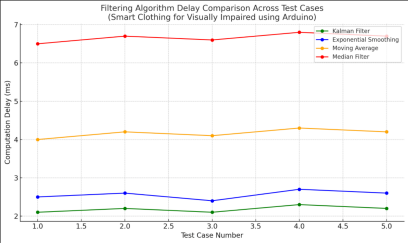 Filtering Algorithm Delay Comparison Across Test Cases
(Smart Clothing for Visually Impaired using Arduino)
Kalman Filter
Exponential Smoothing
Moving Average
Median Filter
Computation Delay (ms)
7
6
5
4
3
2
1.0 1.5 2.0 2.5 3.0 3.5 4.0 4.5 5.0
Test Case Number